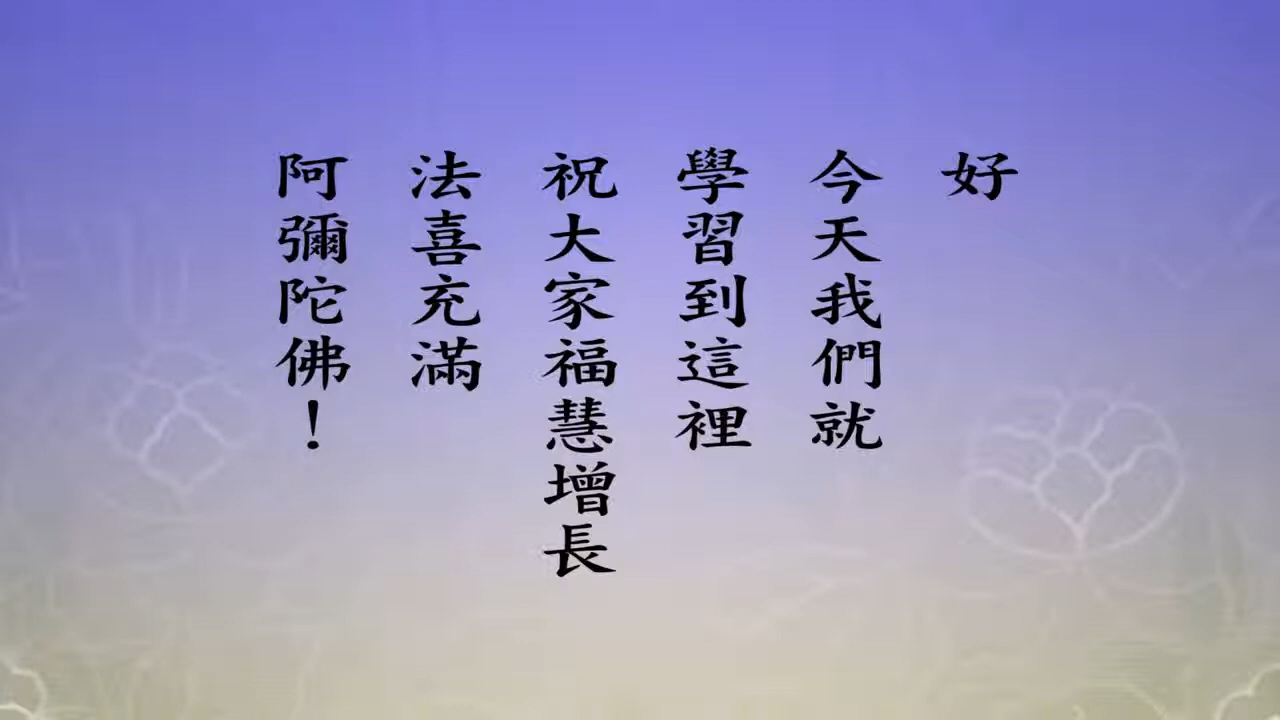 好
今天我們就
學習到這裡
祝大家福慧增長
法喜充滿
阿彌陀佛！